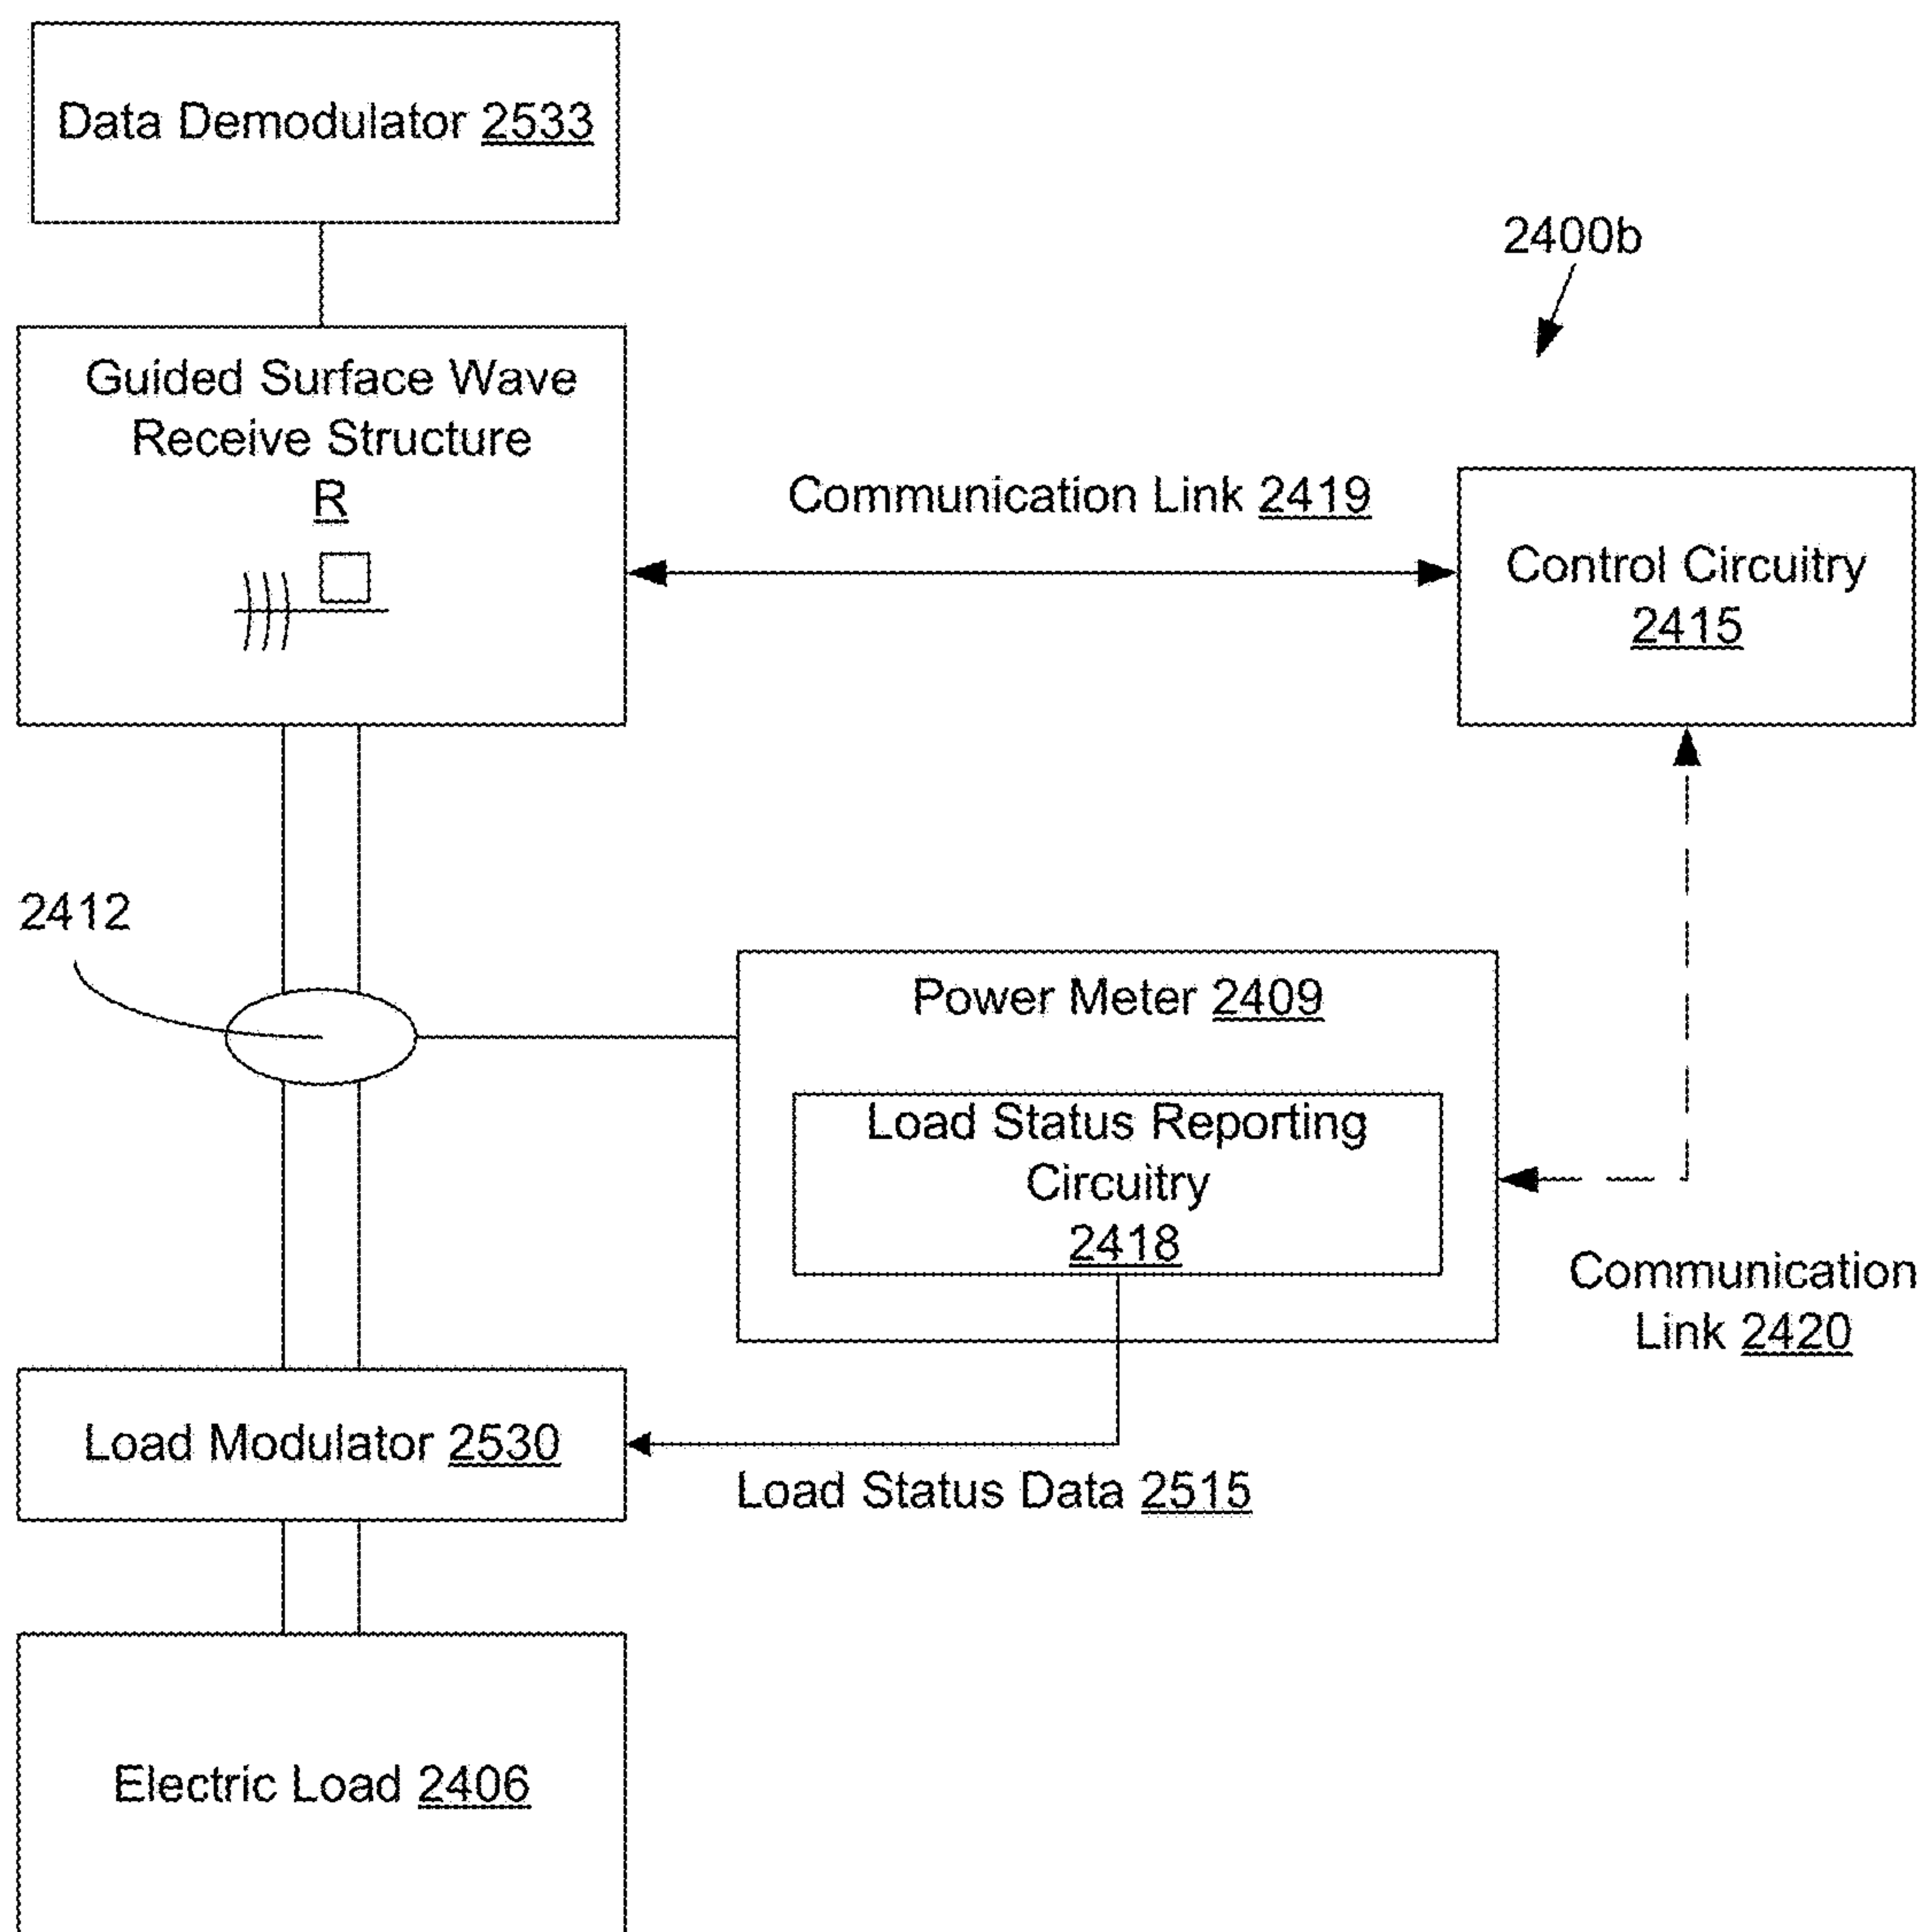 Data Demodulator 2533
2400b
Guided Surface Wave
Receive Structure
R
Communication Link 2419
Control Circuitry
2415
2412
Power Meter 2409
Load Status Reporting
Circuitry
2418
Communication
Link 2420
Load Modulator 2530
Load Status Data 2515
Electric Load 2406